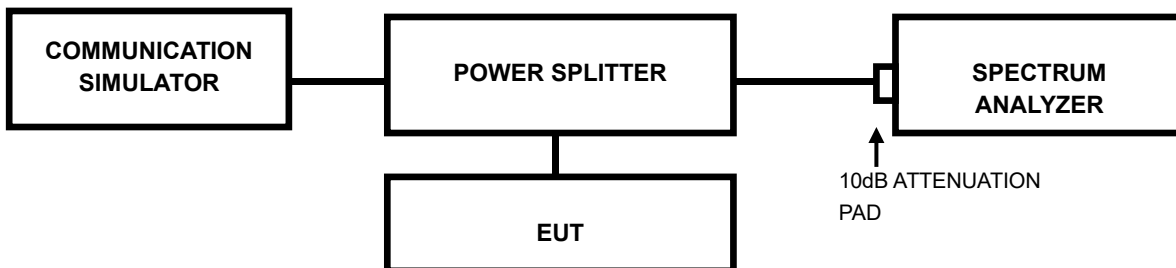 COMMUNICATION
SIMULATOR
POWER SPLITTER
SPECTRUM
ANALYZER
10dB ATTENUATION
PAD
EUT